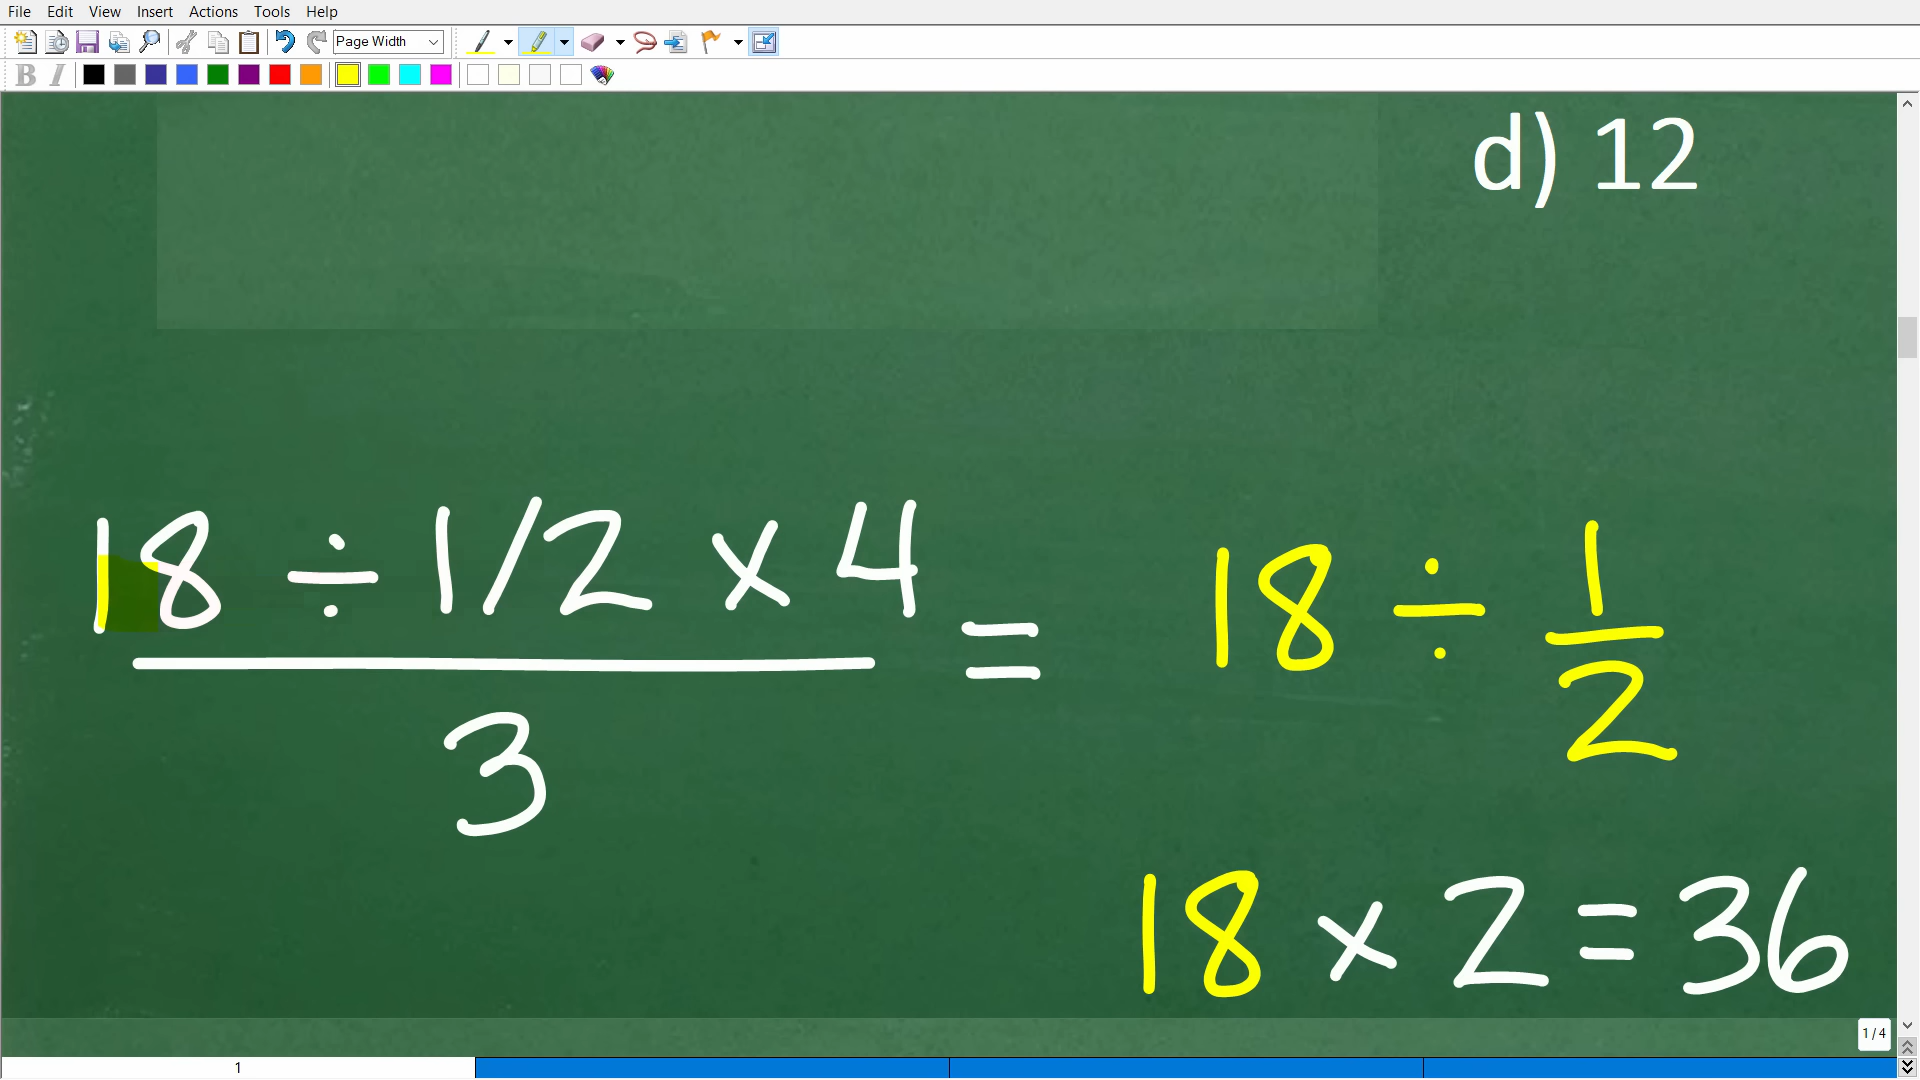 File Edit View Insert Actions Tools Help
Page Width
B I
d) 12
18 ÷ 1/2 x 4
=
3
18 ÷ 1
2
18 x 2 = 36
1 / 4
1